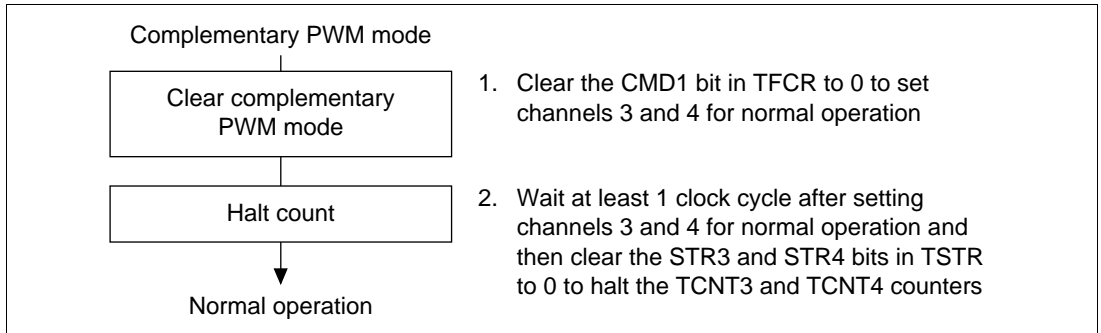 Complementary PWM mode
Clear complementary
PWM mode
1. Clear the CMD1 bit in TFCR to 0 to set
channels 3 and 4 for normal operation
Halt count
2. Wait at least 1 clock cycle after setting
channels 3 and 4 for normal operation and
then clear the STR3 and STR4 bits in TSTR
to 0 to halt the TCNT3 and TCNT4 counters
Normal operation